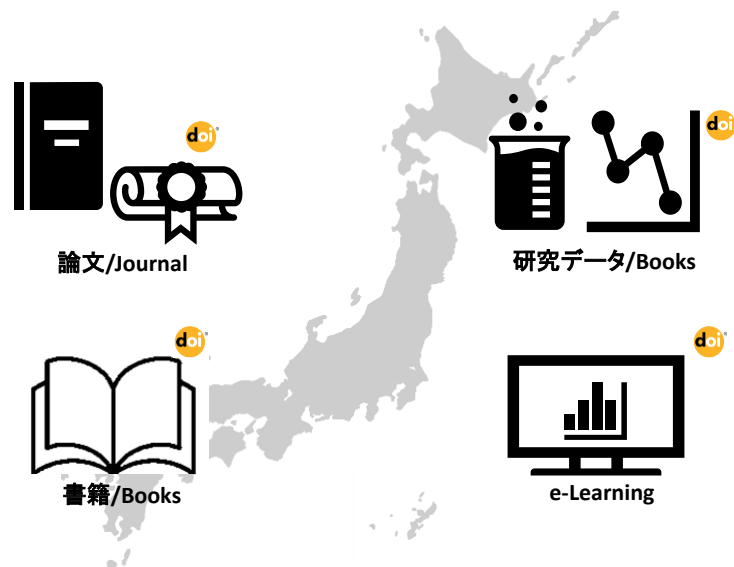 doi
論文/Journal
doi
研究データ/Books
doi
書籍/Books
doi
e-Learning